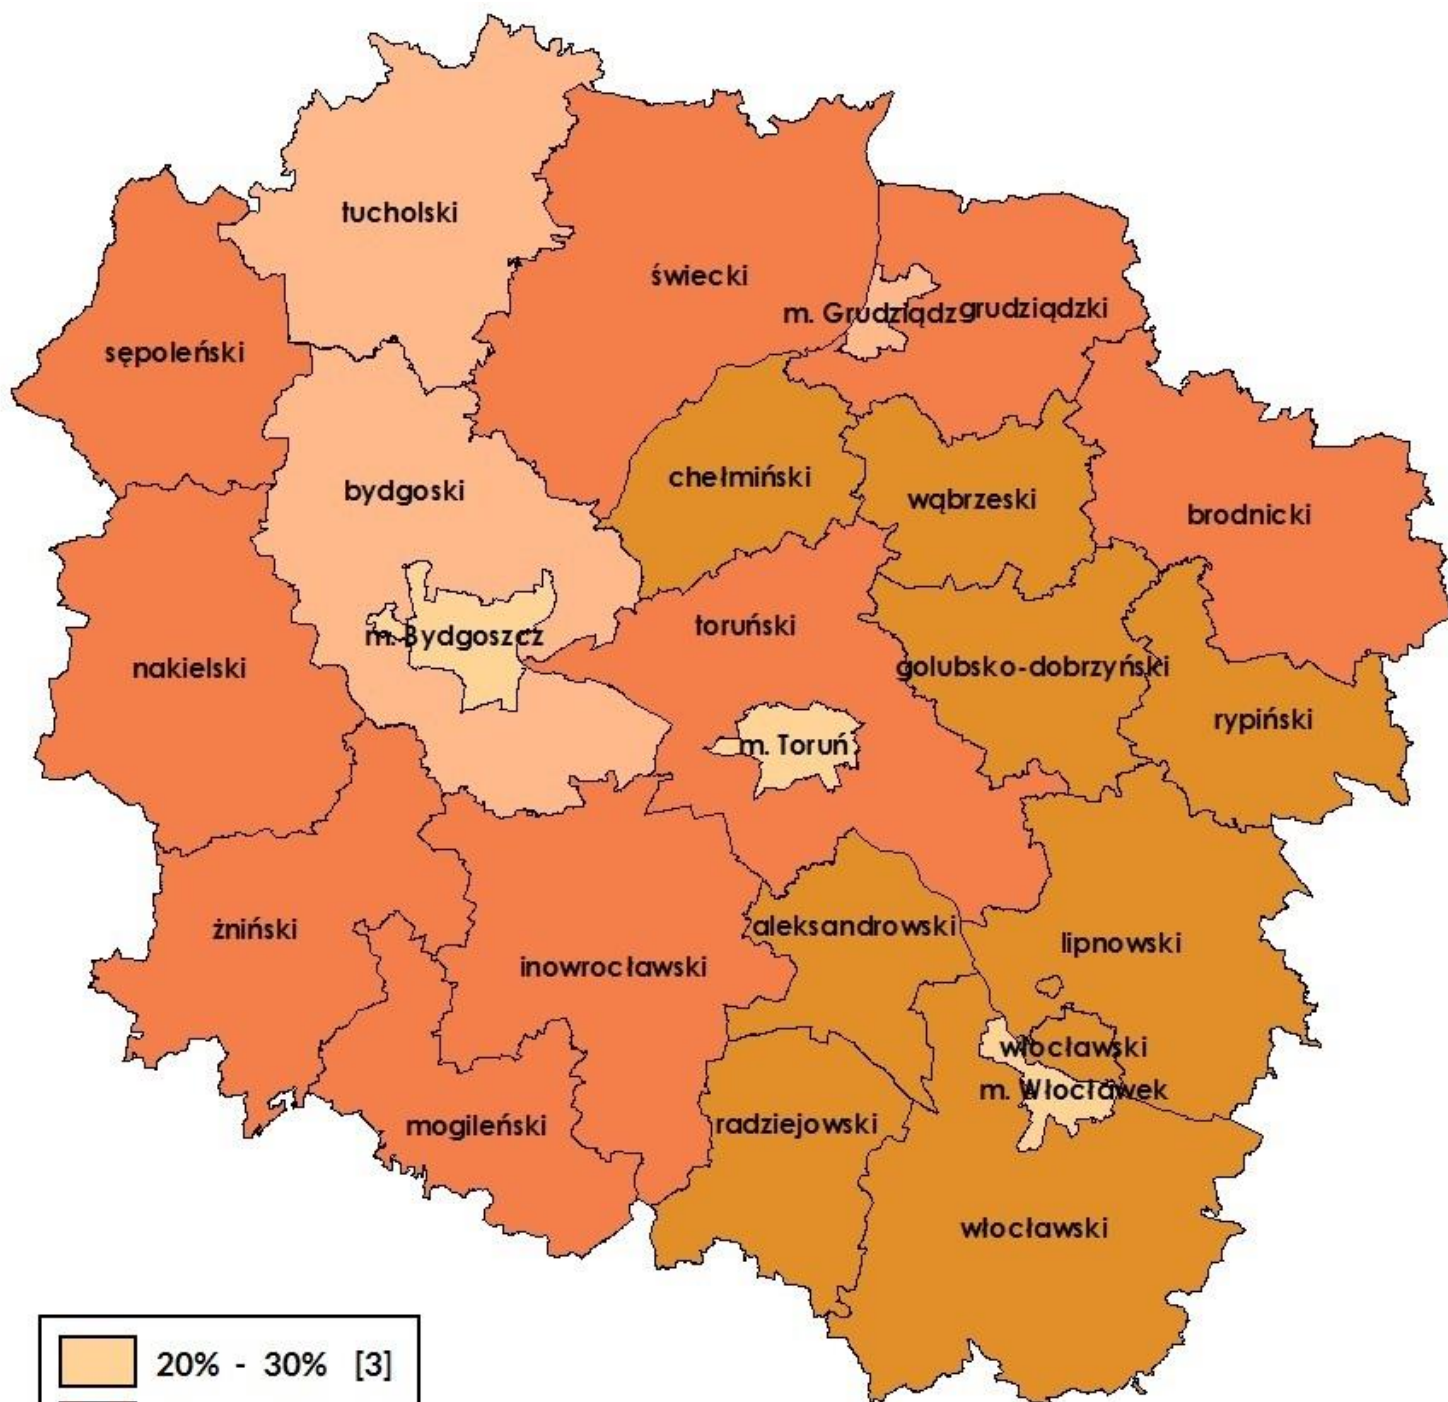 tucholski
świecki
m. Grudziądz
grudziądzki
sępoleński
chełmiński
bydgoski
wąbrzeski
brodnicki
m. Bydgoszcz
toruński
nakielski
golubsko-dobrzyński
rypiński
m. Toruń
żniński
aleksandrowski
lipnowski
inowrocławski
włocławski
m. Włocławek
mogileński
radziejowski
włocławski
20% - 30% [3]